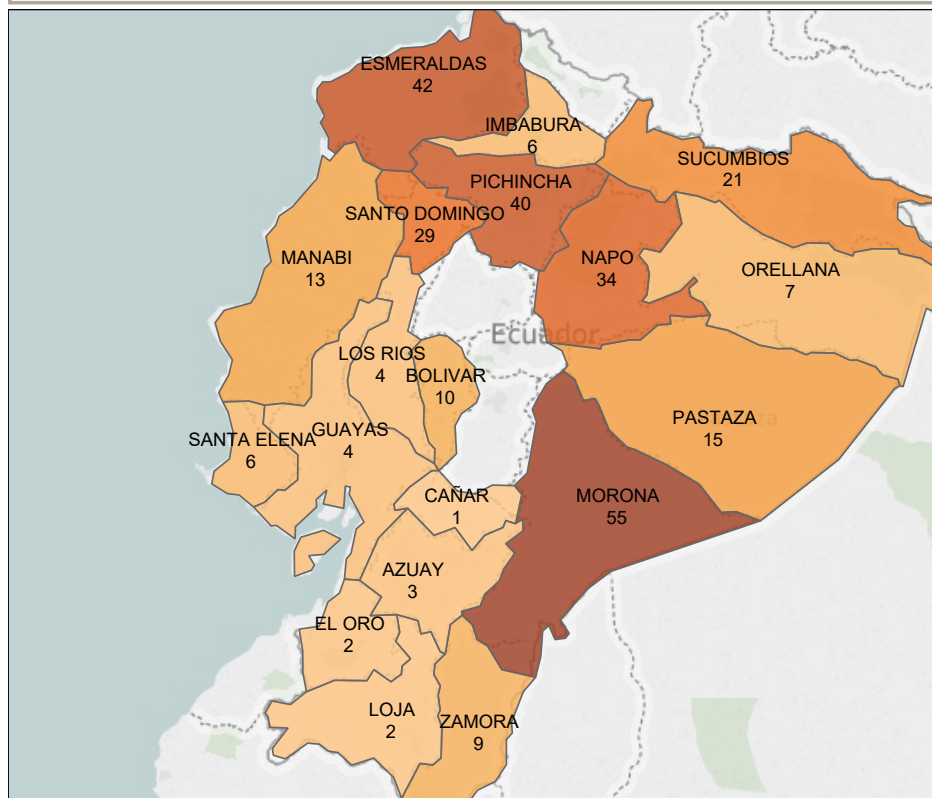 ESMERALDAS
42
IMBABURA
6
SUCUMBIOS
21
PICHINCHA
40
SANTO DOMINGO
29
NAPO
34
ORELLANA
7
MANABI
13
Ecuador
LOS RIOS
4
BOLIVAR
10
PASTAZA
15
SANTA ELENA
6
GUAYAS
4
CAÑAR
1
MORONA
55
AZUAY
3
EL ORO
2
LOJA
2
ZAMORA
9